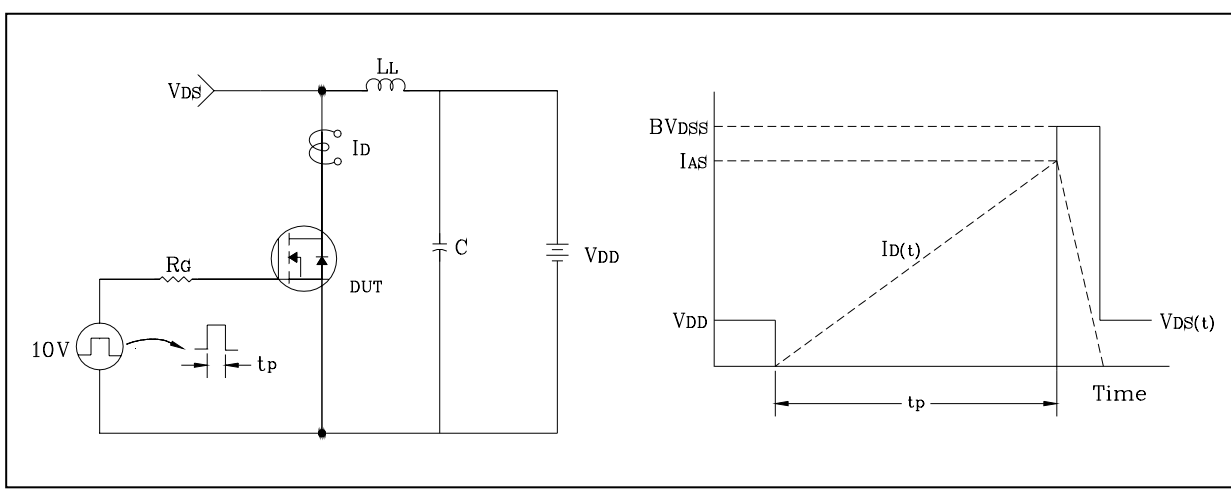 LL
VDS
ID
RG
DUT
C
VDD
10V
tp
BVDSS
IAS
ID(t)
VDD
VDS(t)
Time
tp